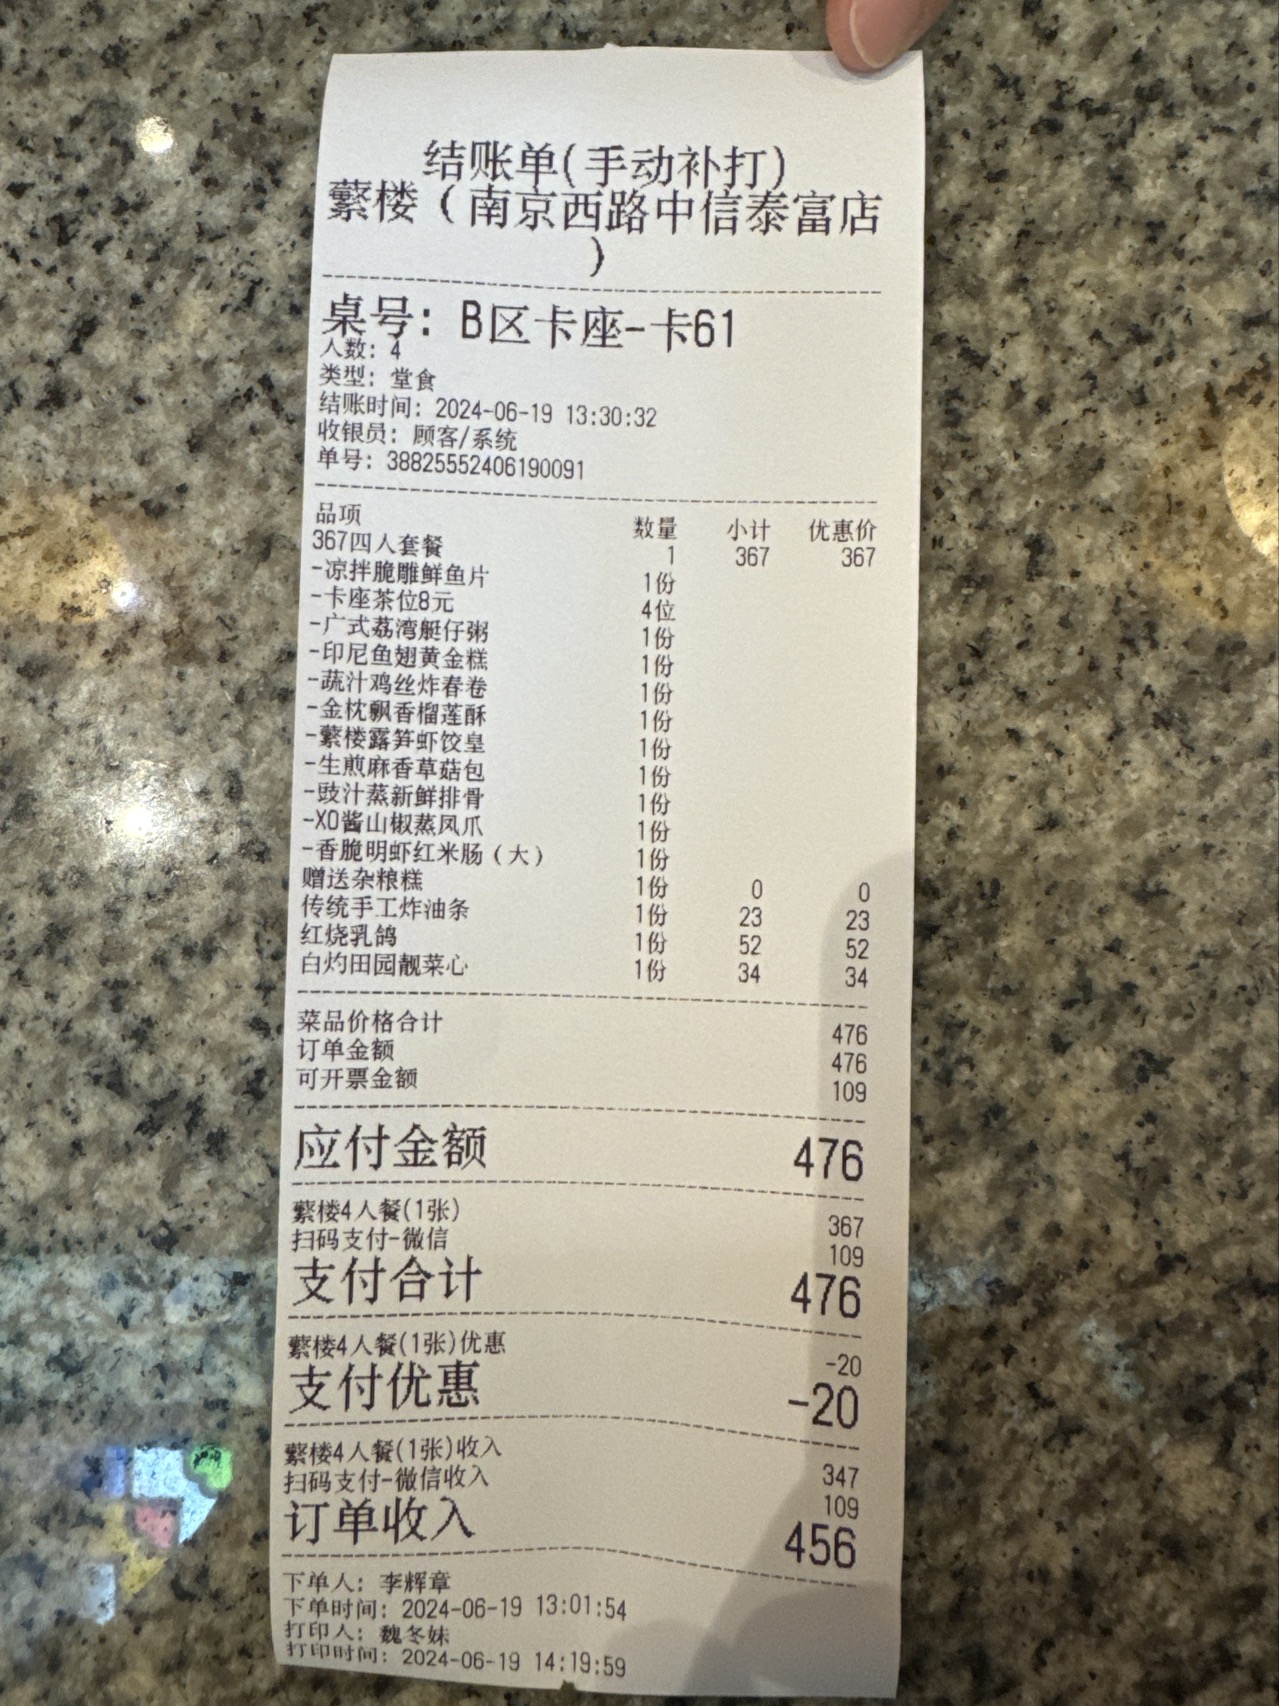 结账单(手动补打)
蘩楼（南京西路中信泰富店
）
桌号: B区卡座-卡61
人数: 4
类型: 堂食
结账时间: 2024-06-19 13:30:32
收银员: 顾客/系统
单号: 38825552406190091
品项 数量 小计 优惠价
367四人套餐 1 367 367
-凉拌脆雕鲜鱼片 1份
-卡座茶位8元 4位
-广式荔湾艇仔粥 1份
-印尼鱼翅黄金糕 1份
-蔬汁鸡丝炸春卷 1份
-金枕飘香榴莲酥 1份
-蘩楼露笋虾饺皇 1份
-生煎麻香草菇包 1份
-豉汁蒸新鲜排骨 1份
-XO酱山椒蒸凤爪 1份
-香脆明虾红米肠（大） 1份
赠送杂粮糕 1份 0 0
传统手工炸油条 1份 23 23
红烧乳鸽 1份 52 52
白灼田园靓菜心 1份 34 34
菜品价格合计 476
订单金额 476
可开票金额 109
应付金额 476
蘩楼4人餐(1张) 367
扫码支付-微信 109
支付合计 476
蘩楼4人餐(1张)优惠 -20
支付优惠 -20
蘩楼4人餐(1张)收入 347
扫码支付-微信收入 109
订单收入 456
下单人: 李辉章
下单时间: 2024-06-19 13:01:54
打印人: 魏冬妹
打印时间: 2024-06-19 14:19:59